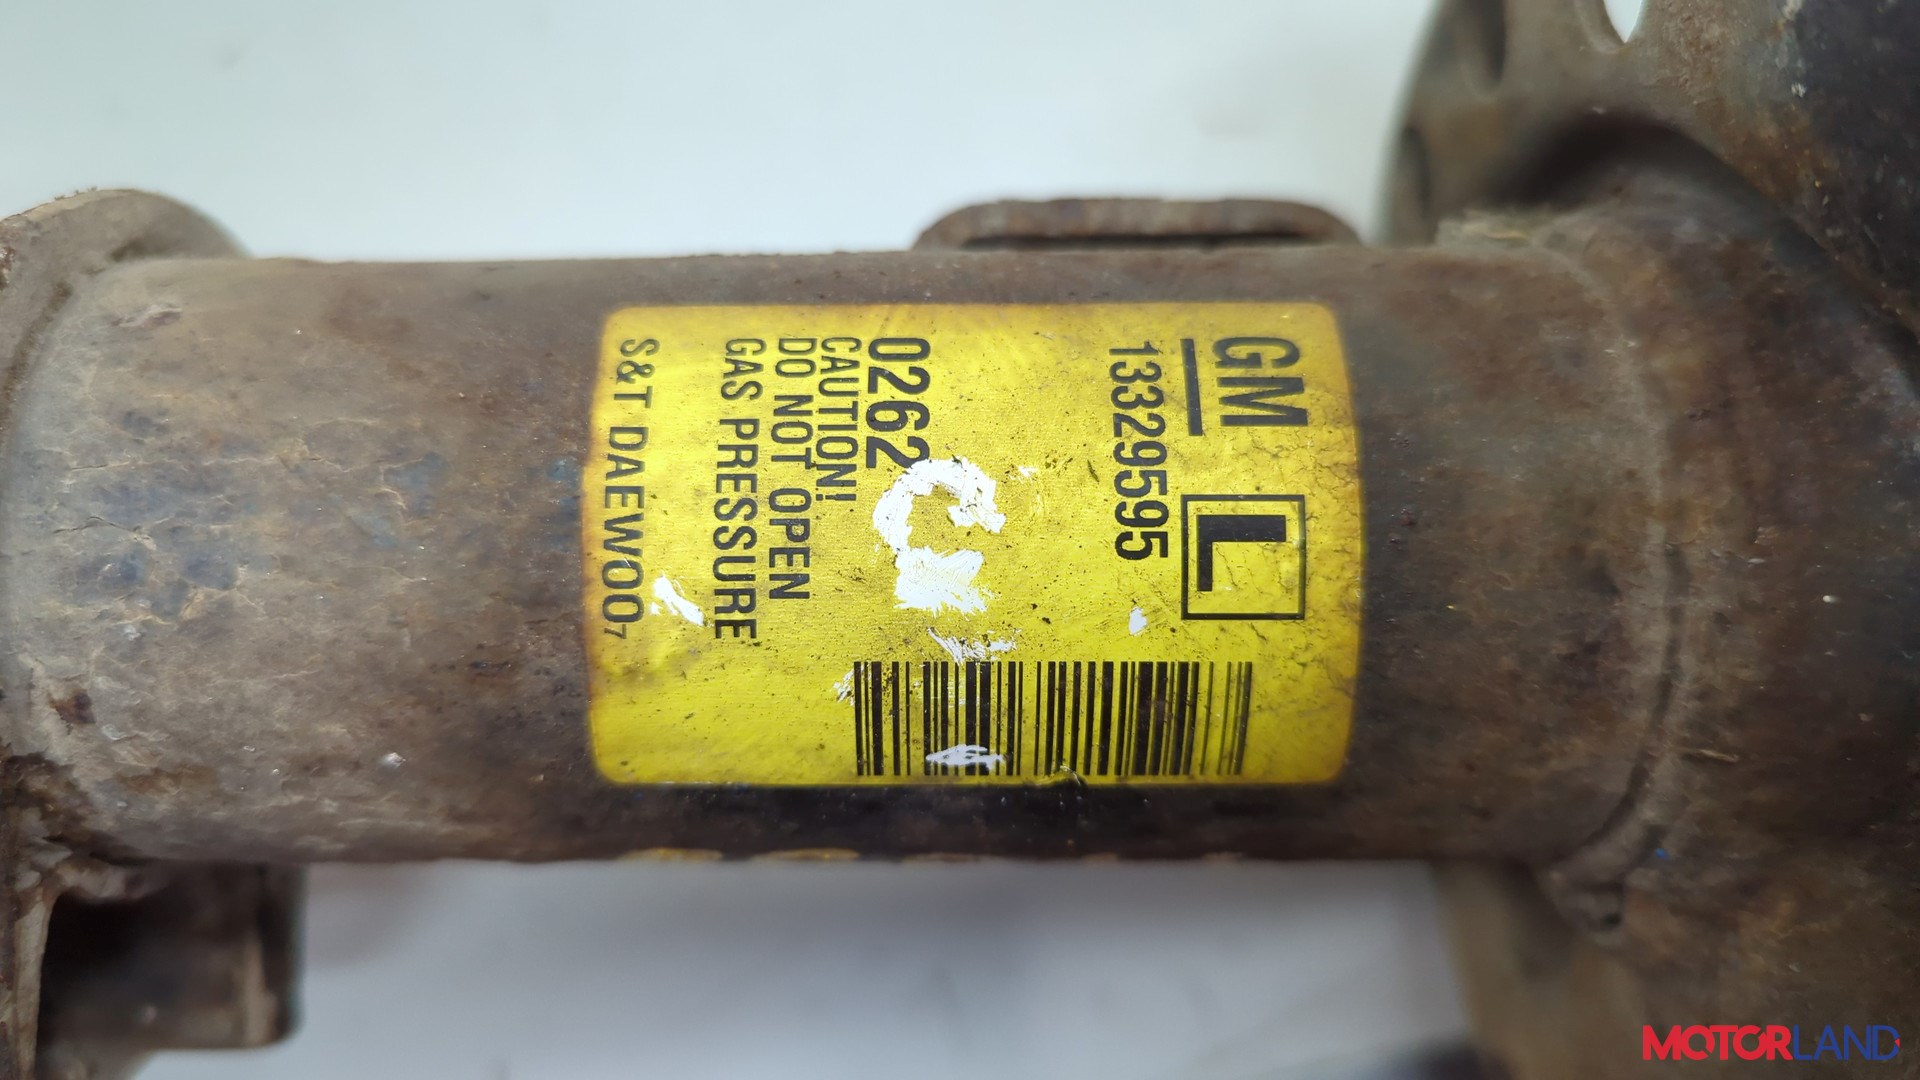 GM L
13329595
0262
CAUTION!
DO NOT OPEN
GAS PRESSURE
S&T DAEWOO7
G
MOTORLAND